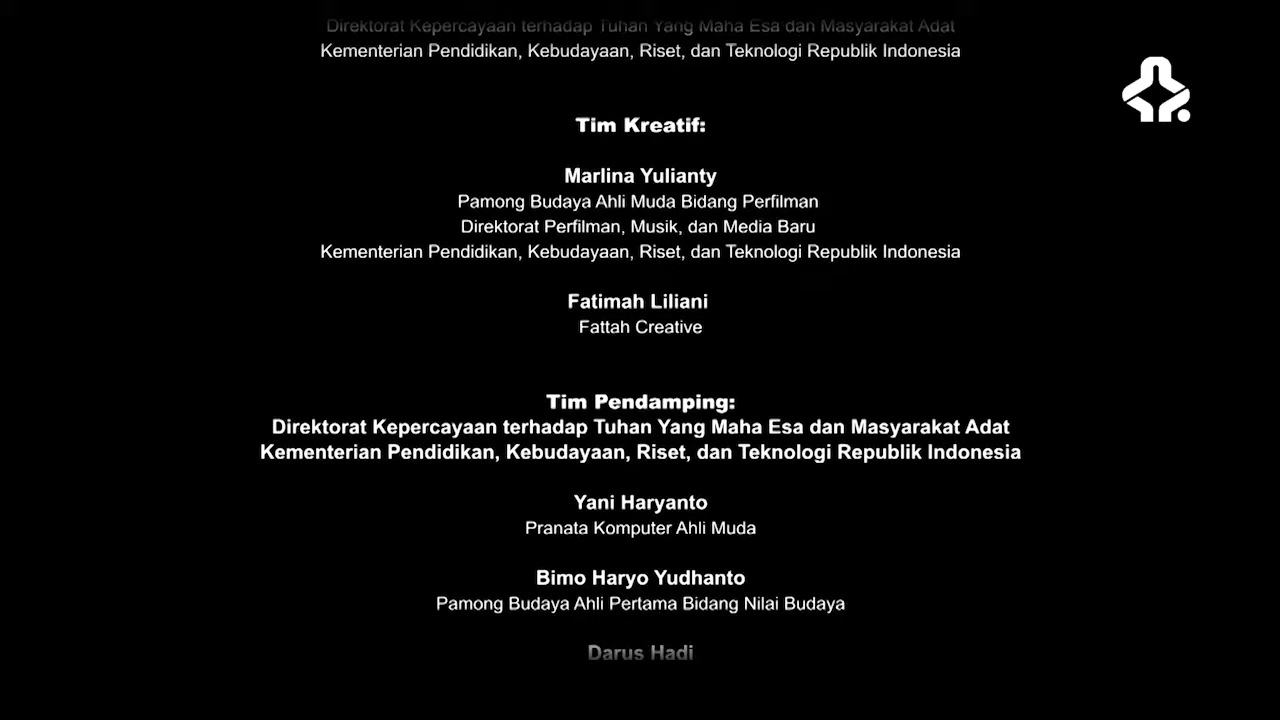 Direktorat Kepercayaan terhadap Tuhan Yang Maha Esa dan Masyarakat Adat
Kementerian Pendidikan, Kebudayaan, Riset, dan Teknologi Republik Indonesia
Tim Kreatif:
Marlina Yulianty
Pamong Budaya Ahli Muda Bidang Perfilman
Direktorat Perfilman, Musik, dan Media Baru
Kementerian Pendidikan, Kebudayaan, Riset, dan Teknologi Republik Indonesia
Fatimah Liliani
Fattah Creative
Tim Pendamping:
Direktorat Kepercayaan terhadap Tuhan Yang Maha Esa dan Masyarakat Adat
Kementerian Pendidikan, Kebudayaan, Riset, dan Teknologi Republik Indonesia
Yani Haryanto
Pranata Komputer Ahli Muda
Bimo Haryo Yudhanto
Pamong Budaya Ahli Pertama Bidang Nilai Budaya
Darus Hadi